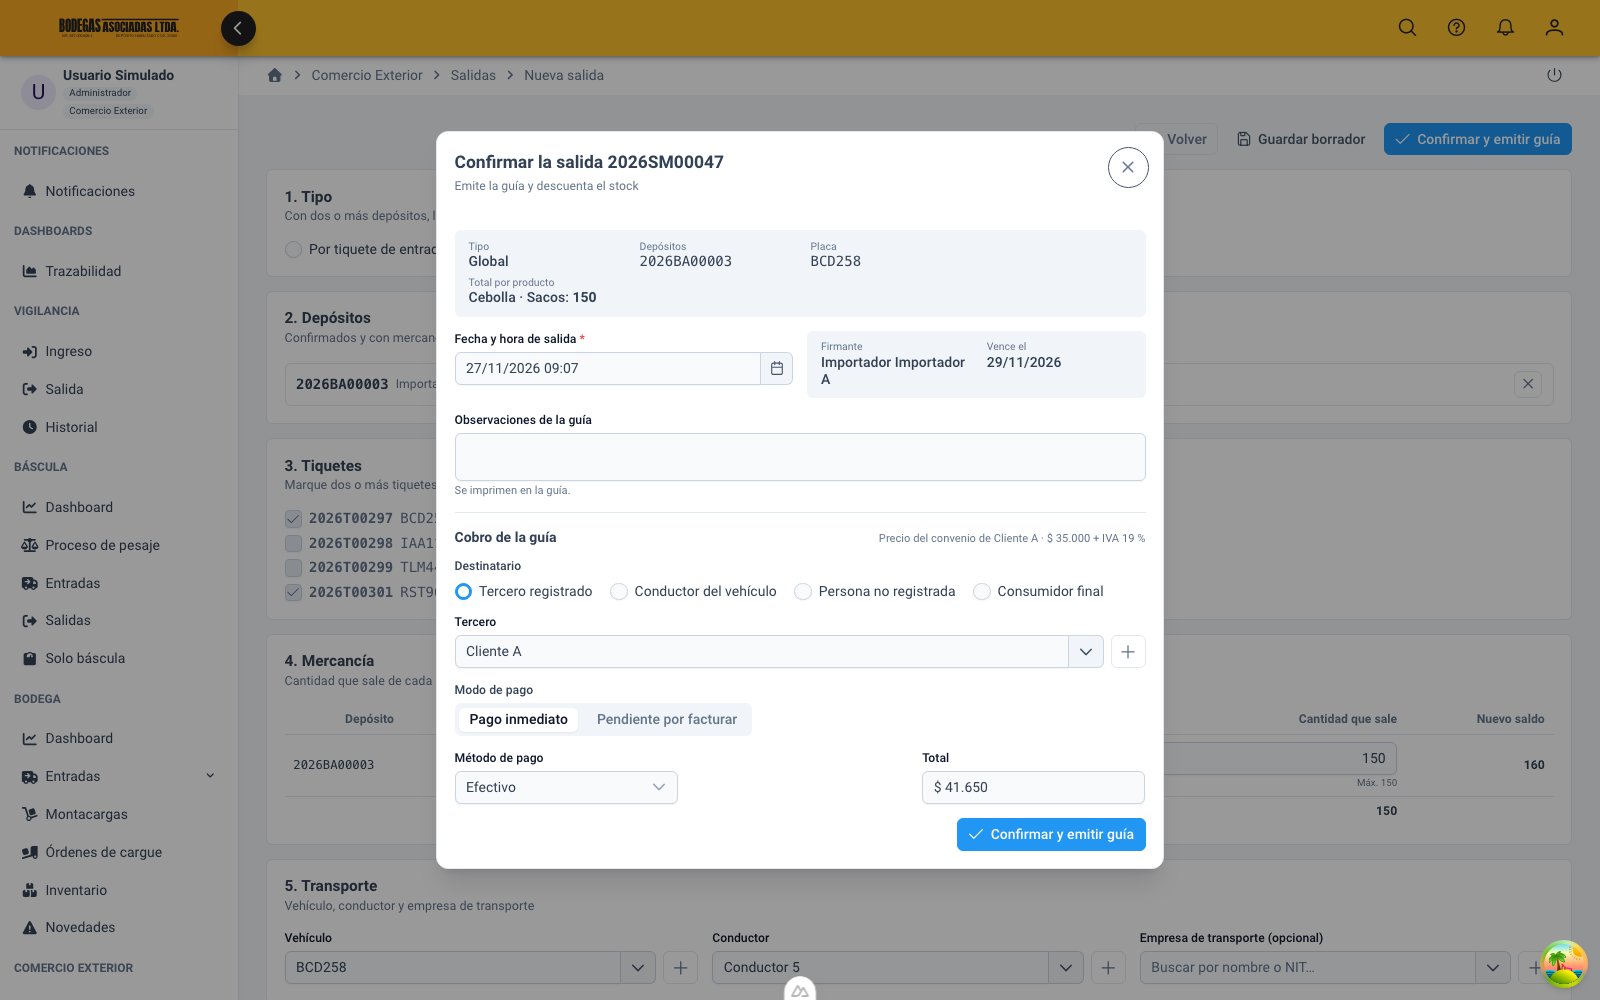 BODEGAS ASOCIADAS LTDA.
Usuario Simulado
U
Administrador
Comercio Exterior
Comercio Exterior
Salidas
Nueva salida
NOTIFICACIONES
Notificaciones
DASHBOARDS
Trazabilidad
VIGILANCIA
Ingreso
Salida
Historial
BÁSCULA
Dashboard
Proceso de pesaje
Entradas
Salidas
Solo báscula
BODEGA
Dashboard
Entradas
Montacargas
Órdenes de cargue
Inventario
Novedades
COMERCIO EXTERIOR
Volver
Guardar borrador
Confirmar y emitir guía
1. Tipo
Con dos o más depósitos,
Por tiquete de
2. Depósitos
Confirmados y con
2026BA00003
3. Tiquetes
Marque dos o más tiquetes
2026T00297
2026T00298
2026T00299
2026T00301
4. Mercancía
Cantidad que sale de cada
Depósito
Cantidad que sale
Nuevo saldo
2026BA00003
150
160
Máx. 150
150
5. Transporte
Vehículo, conductor y empresa de transporte
Vehículo
Conductor
Empresa de transporte (opcional)
BCD258
Conductor 5
Buscar por nombre o NIT...
Confirmar la salida 2026SM00047
Emite la guía y descuenta el stock
Tipo
Depósitos
Placa
Global
2026BA00003
BCD258
Total por producto
Cebolla · Sacos: 150
Fecha y hora de salida *
27/11/2026 09:07
Firmante
Vence el
Importador Importador
29/11/2026
A
Observaciones de la guía
Se imprimen en la guía.
Cobro de la guía
Precio del convenio de Cliente A · $ 35.000 + IVA 19 %
Destinatario
Tercero registrado
Conductor del vehículo
Persona no registrada
Consumidor final
Tercero
Cliente A
Modo de pago
Pago inmediato
Pendiente por facturar
Método de pago
Total
Efectivo
$ 41.650
Confirmar y emitir guía